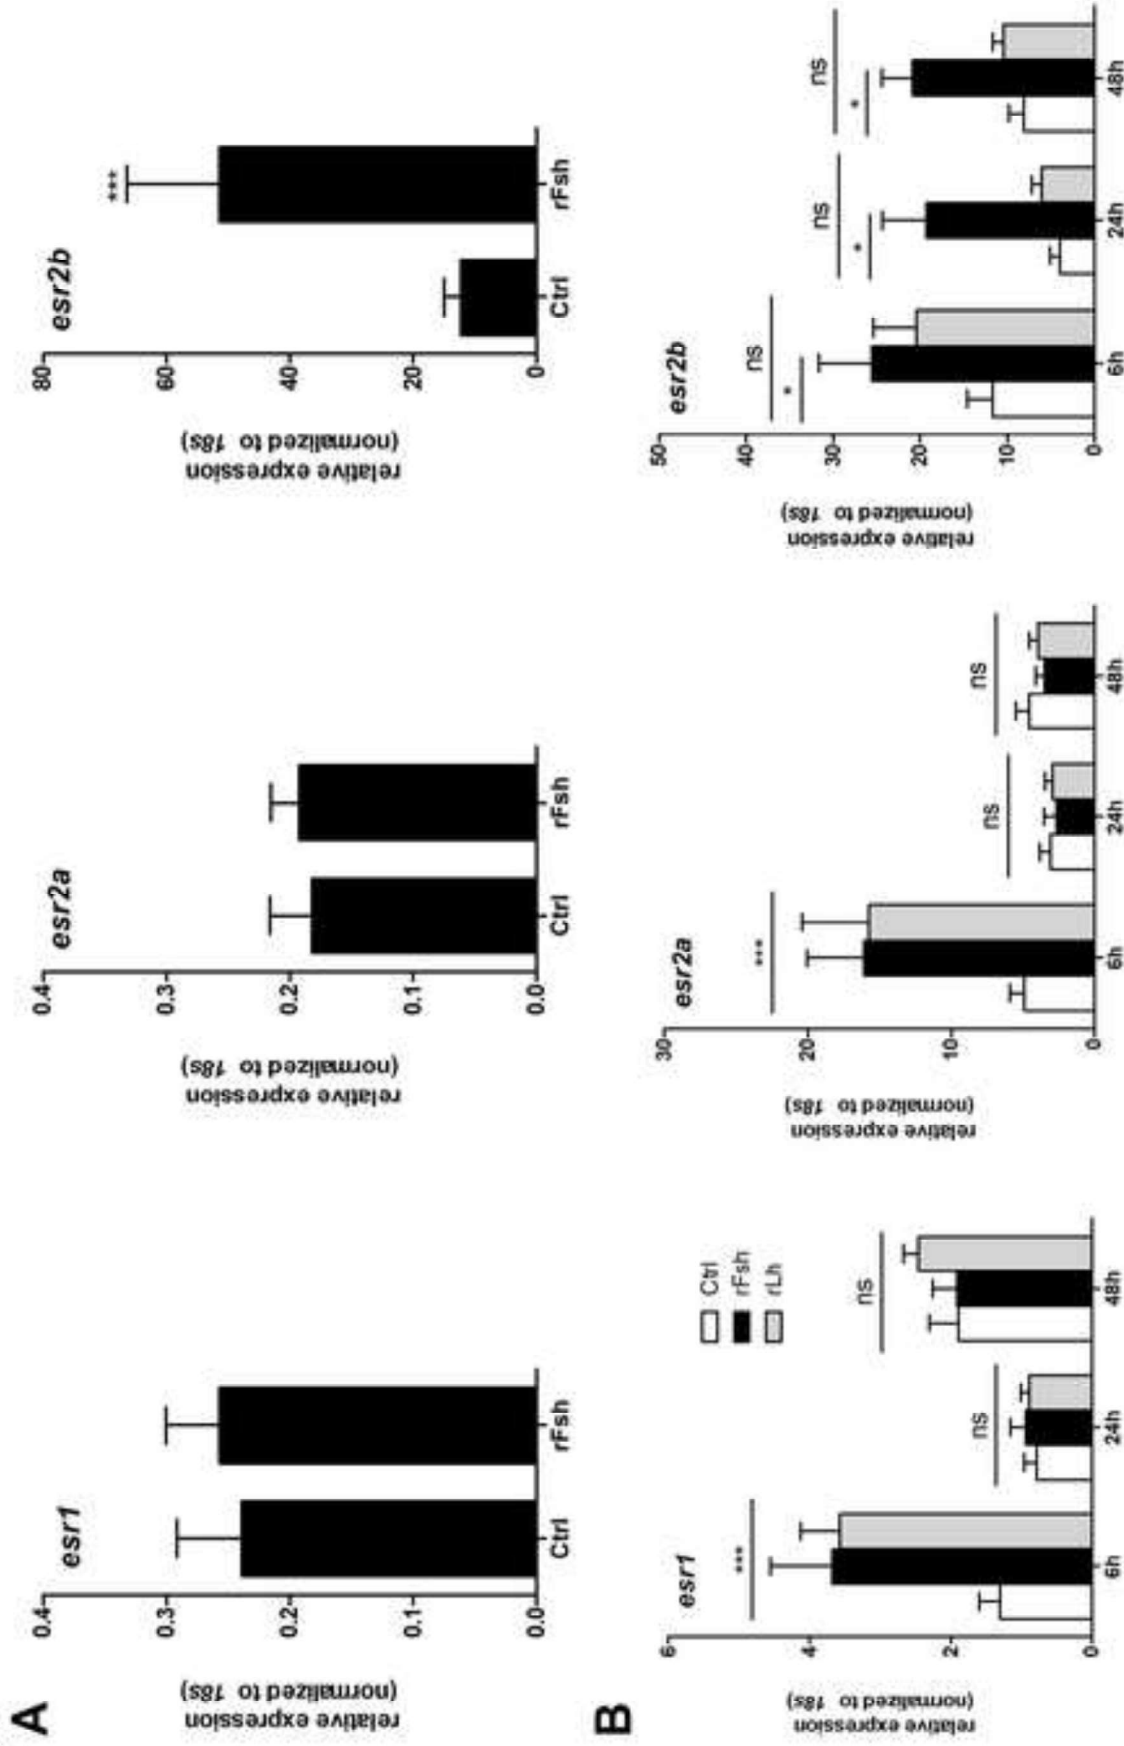 A
esr1
relative expression
(normalized to 18s)
0.4
0.3
0.2
0.1
0.0
Ctrl
rFsh
esr2a
relative expression
(normalized to 18s)
0.4
0.3
0.2
0.1
0.0
Ctrl
rFsh
esr2b
relative expression
(normalized to 18s)
80
60
40
20
0
***
Ctrl
rFsh
B
esr1
relative expression
(normalized to 18s)
6
4
2
0
***
ns
ns
Ctrl
rFsh
rLh
6h
24h
48h
esr2a
relative expression
(normalized to 18s)
30
20
10
0
***
ns
ns
6h
24h
48h
esr2b
relative expression
(normalized to 18s)
50
40
30
20
10
0
ns
*
ns
*
ns
*
6h
24h
48h